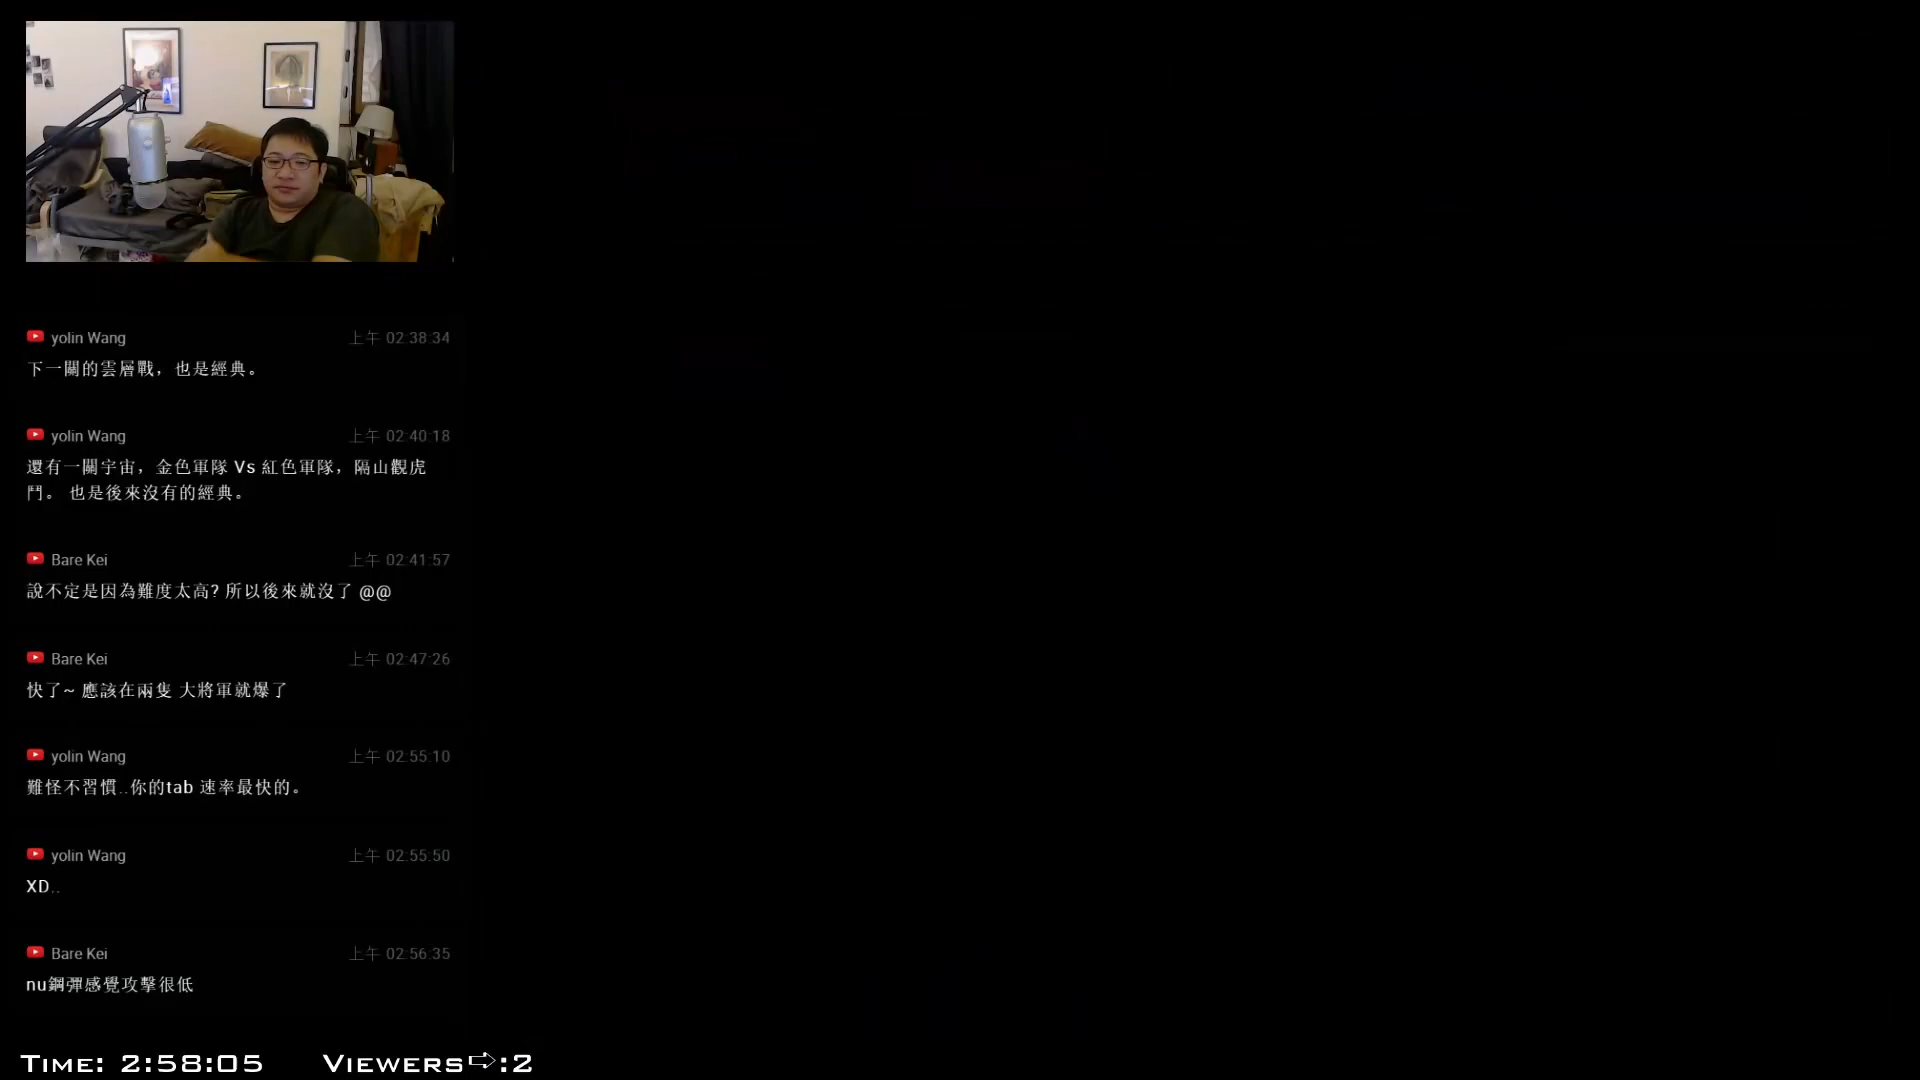 yolin Wang 上午 02:38:34
下一關的雲層戰，也是經典。
yolin Wang 上午 02:40:18
還有一關宇宙，金色軍隊 Vs 紅色軍隊，隔山觀虎
鬥。 也是後來沒有的經典。
Bare Kei 上午 02:41:57
說不定是因為難度太高? 所以後來就沒了 @@
Bare Kei 上午 02:47:26
快了~ 應該在兩隻 大將軍就爆了
yolin Wang 上午 02:55:10
難怪不習慣..你的tab 速率最快的。
yolin Wang 上午 02:55:50
XD..
Bare Kei 上午 02:56:35
nu鋼彈感覺攻擊很低
TIME: 2:58:05 VIEWERS⇨:2